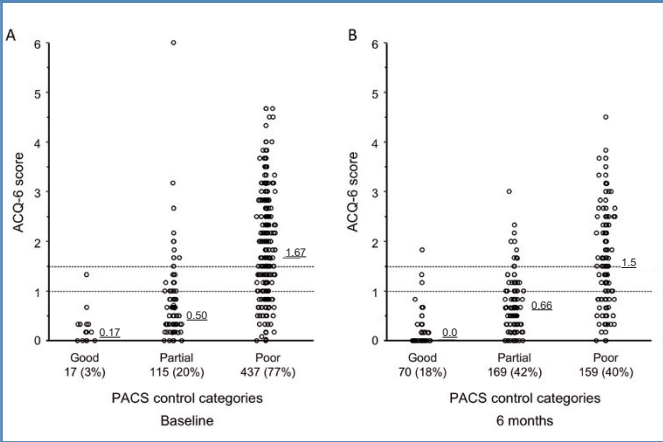 A
ACQ-6 score
6
5
4
3
2
1
0
0.17
0.50
1.67
Good Partial Poor
17 (3%) 115 (20%) 437 (77%)
PACS control categories
Baseline
B
ACQ-6 score
6
5
4
3
2
1
0
0.0
0.66
1.5
Good Partial Poor
70 (18%) 169 (42%) 159 (40%)
PACS control categories
6 months